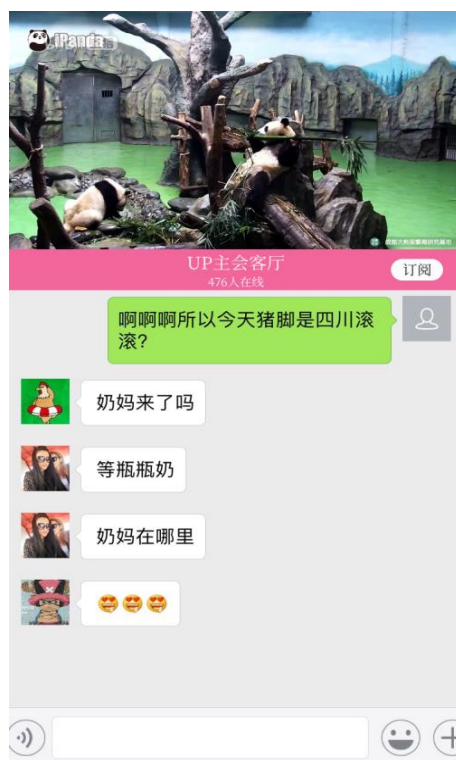 iPanda
UP主会客厅
476人在线
订阅
啊啊啊所以今天猪脚是四川滚
滚?
奶妈来了吗
等瓶瓶奶
奶妈在哪里